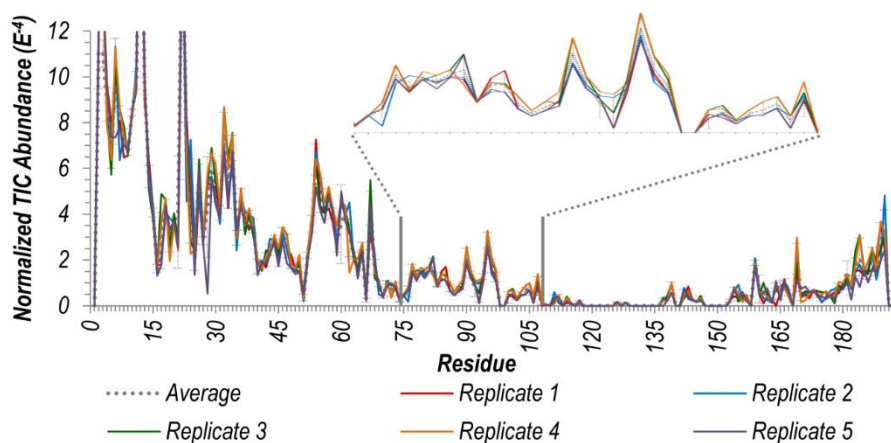 Normalized TIC Abundance (E⁻⁴)
12
10
8
6
4
2
0
0 15 30 45 60 75 90 105 120 135 150 165 180
Residue
Average Replicate 1 Replicate 2
Replicate 3 Replicate 4 Replicate 5